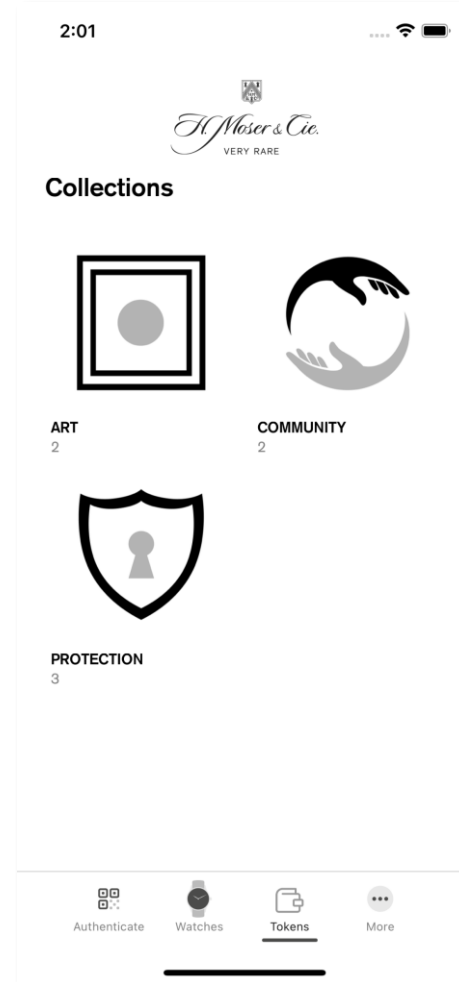 2:01
H. Moser & Cie.
VERY RARE
Collections
ART
2
COMMUNITY
2
PROTECTION
3
Authenticate
Watches
Tokens
More